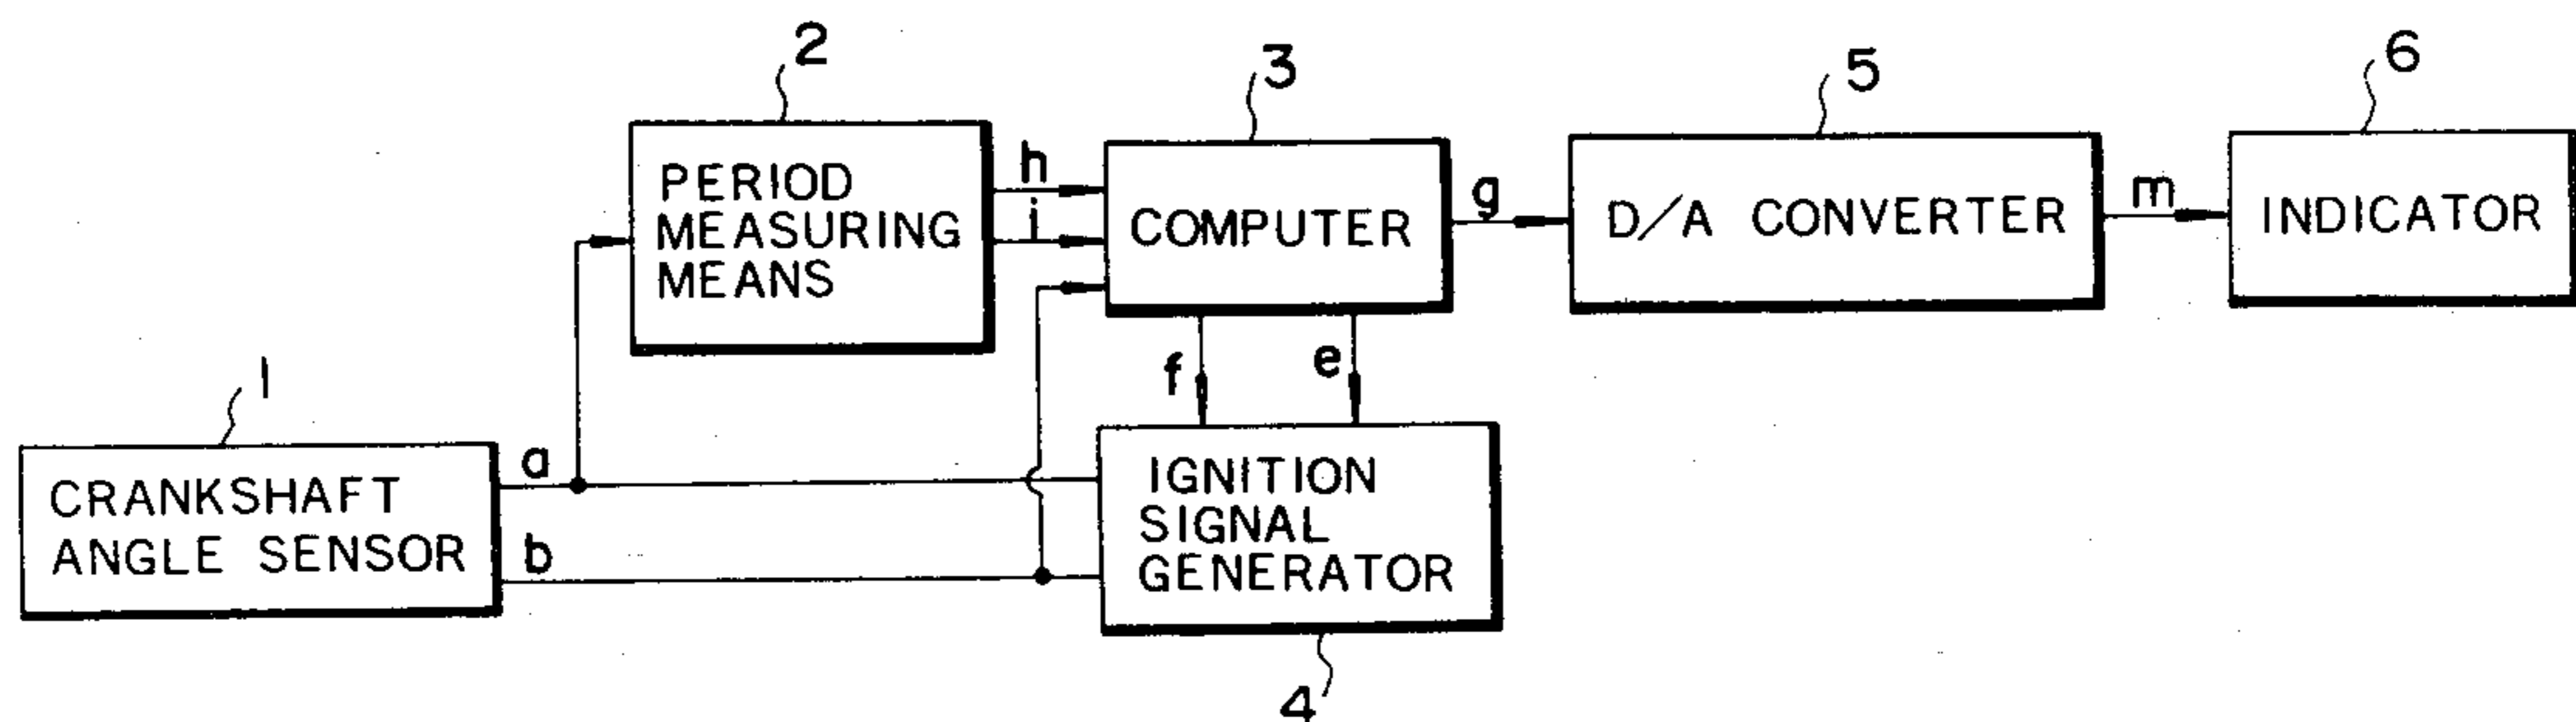 2
3
5
6
PERIOD
MEASURING
MEANS
h
i
COMPUTER
g
D/A CONVERTER
m
INDICATOR
f
e
1
CRANKSHAFT
ANGLE SENSOR
a
b
IGNITION
SIGNAL
GENERATOR
4